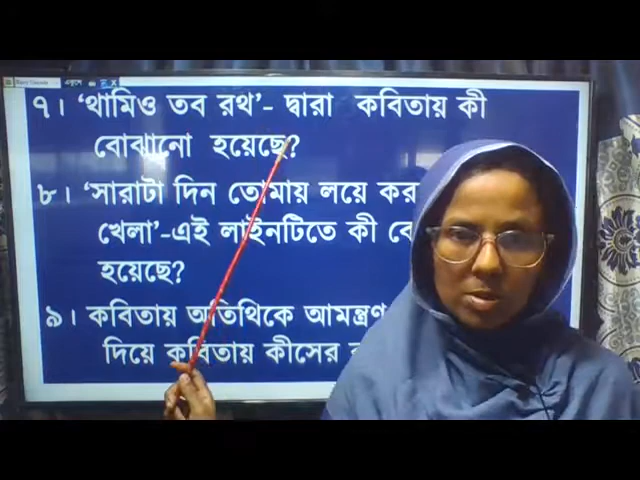 ৭। ‘থামিও তব রথ’- দ্বারা কবিতায় কী
বোঝানো হয়েছে?
৮। ‘সারাটা দিন তোমায় লয়ে কর
খেলা’-এই লাইনটিতে কী
হয়েছে?
৯। কবিতায় অতিথিকে আমন্ত্রণ
দিয়ে কবিতায় কীসের